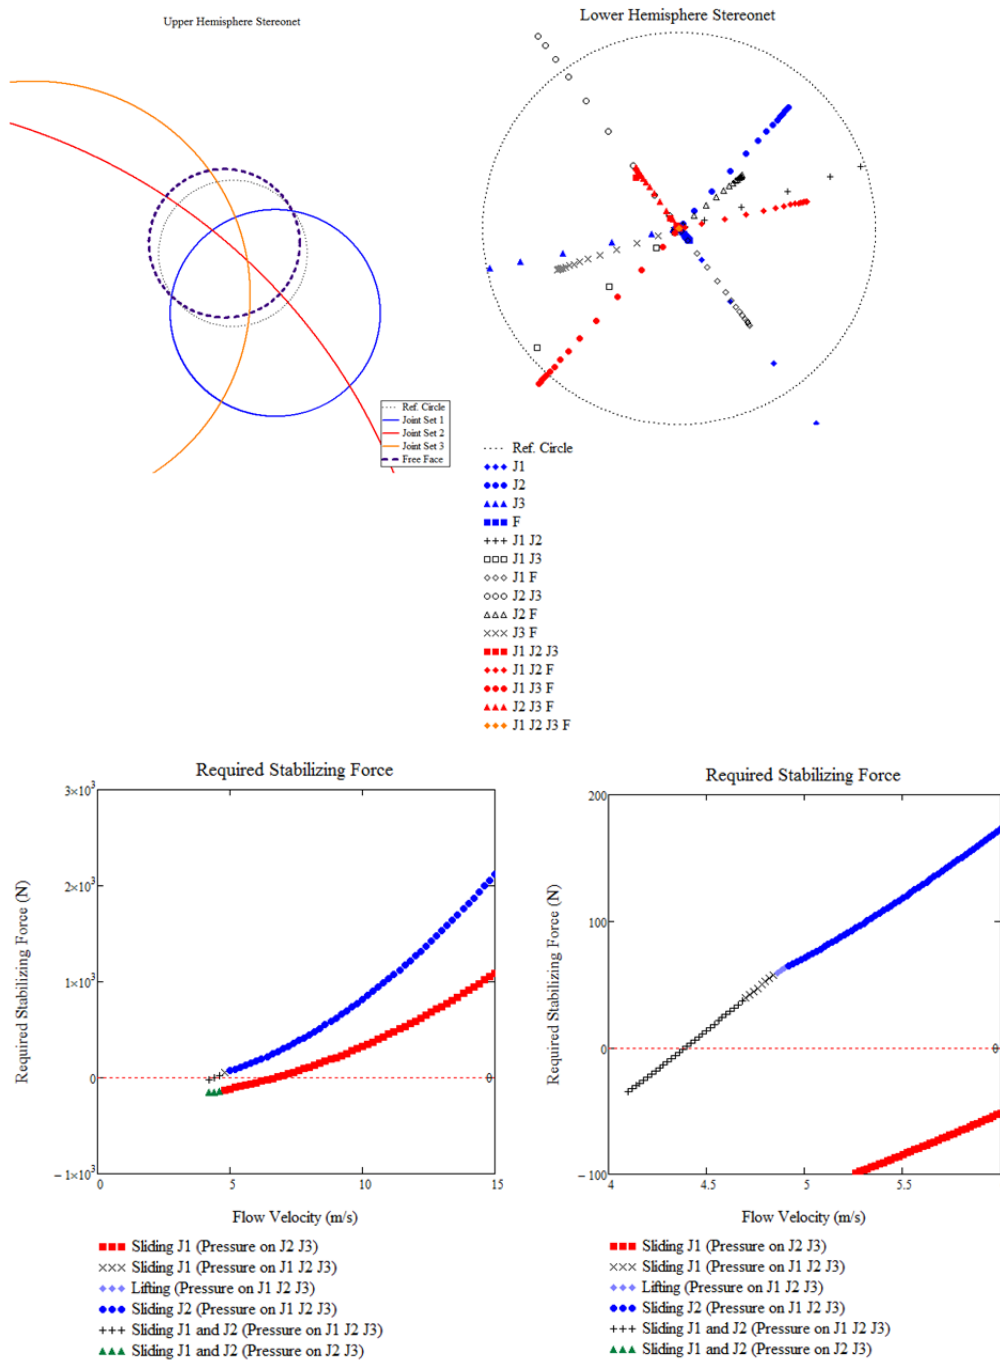 Upper Hemisphere Stereonet
Ref. Circle
Joint Set 1
Joint Set 2
Joint Set 3
Free Face
Lower Hemisphere Stereonet
Ref. Circle
J1
J2
J3
F
J1 J2
J1 J3
J1 F
J2 J3
J2 F
J3 F
J1 J2 J3
J1 J2 F
J1 J3 F
J2 J3 F
J1 J2 J3 F
Required Stabilizing Force
Required Stabilizing Force (N)
3×10³
2×10³
1×10³
0
−1×10³
0
0
5
10
15
Flow Velocity (m/s)
Sliding J1 (Pressure on J2 J3)
Sliding J1 (Pressure on J1 J2 J3)
Lifting (Pressure on J1 J2 J3)
Sliding J2 (Pressure on J1 J2 J3)
Sliding J1 and J2 (Pressure on J1 J2 J3)
Sliding J1 and J2 (Pressure on J2 J3)
Required Stabilizing Force
Required Stabilizing Force (N)
200
100
0
−100
0
4
4.5
5
5.5
Flow Velocity (m/s)
Sliding J1 (Pressure on J2 J3)
Sliding J1 (Pressure on J1 J2 J3)
Lifting (Pressure on J1 J2 J3)
Sliding J2 (Pressure on J1 J2 J3)
Sliding J1 and J2 (Pressure on J1 J2 J3)
Sliding J1 and J2 (Pressure on J2 J3)